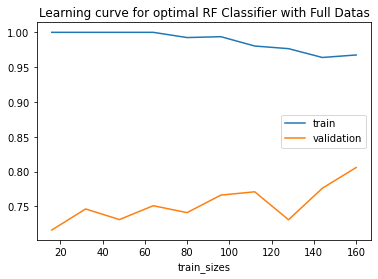 Learning curve for optimal RF Classifier with Full Datas
1.00
0.95
0.90
0.85
0.80
0.75
train
validation
20 40 60 80 100 120 140 160
train_sizes